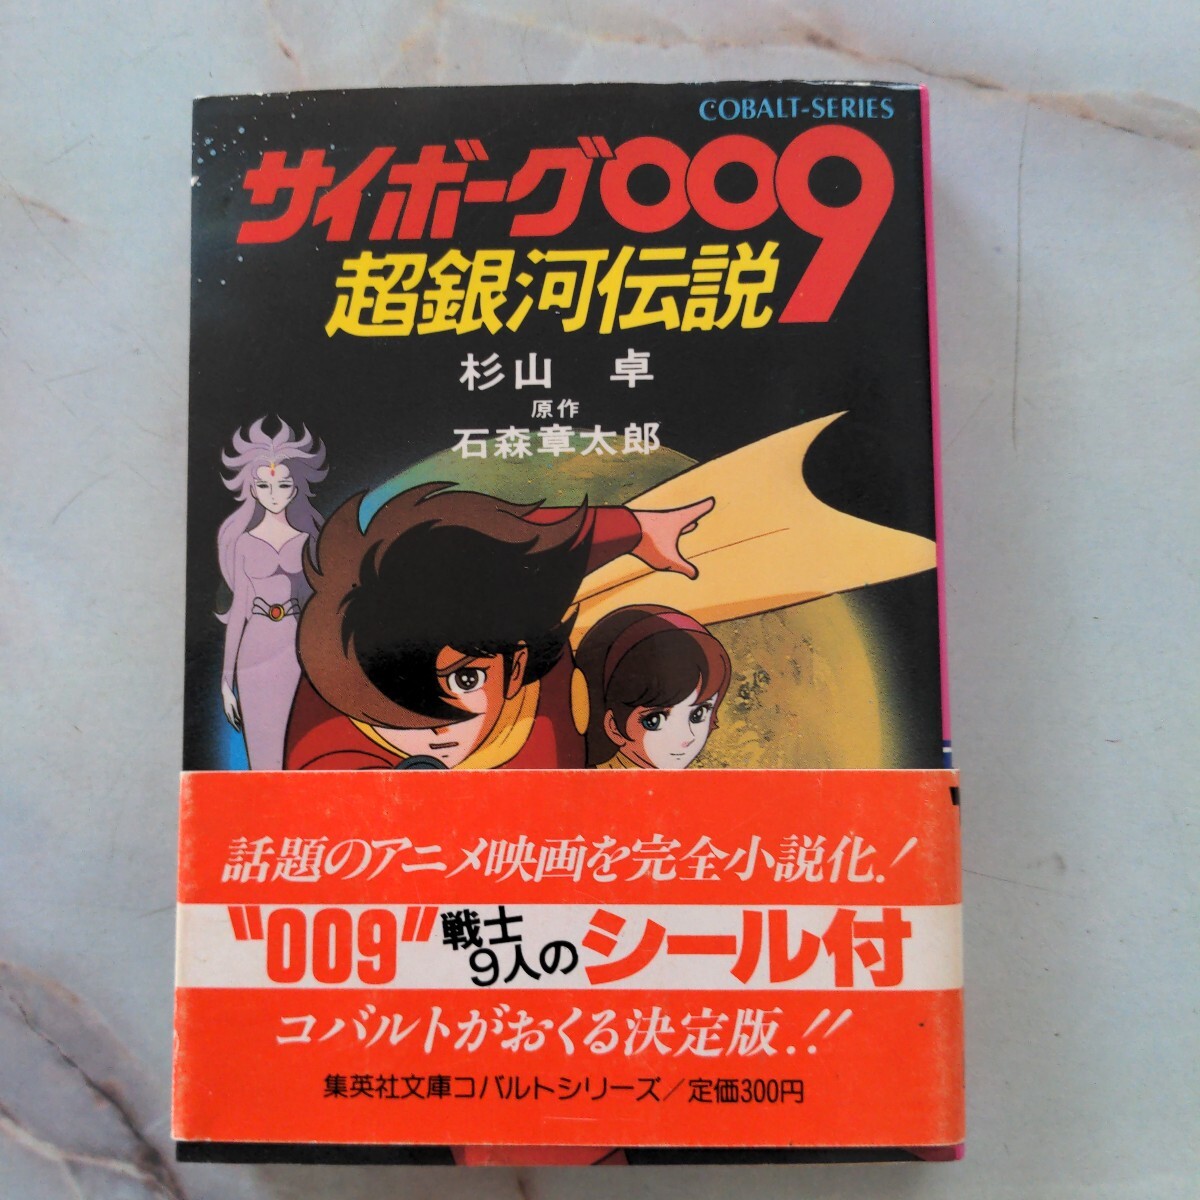 COBALT-SERIES
サイボーグ009
超銀河伝説
杉山 卓
原作
石森章太郎
話題のアニメ映画を完全小説化!
"009"戦士9人のシール付
コバルトがおくる決定版!!
集英社文庫コバルトシリーズ/定価300円